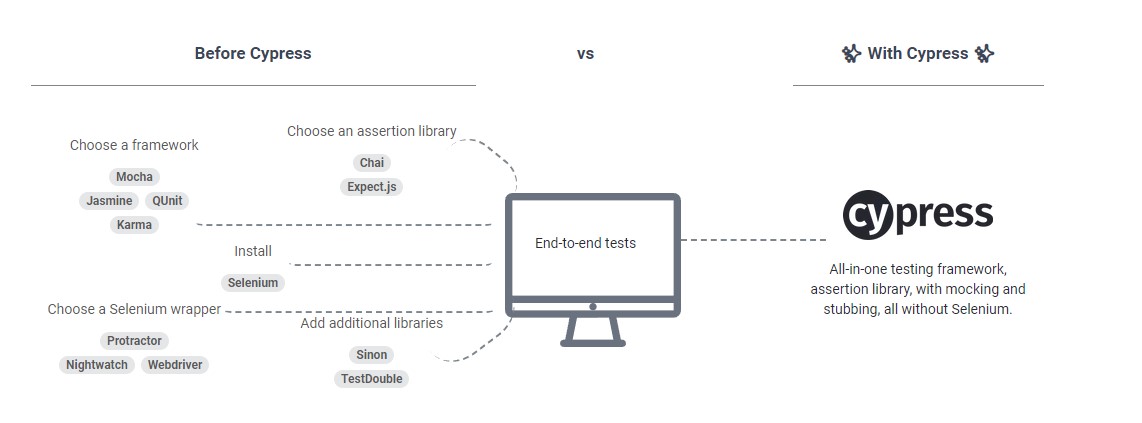 Before Cypress
vs
With Cypress
Choose a framework
Mocha
Jasmine QUnit
Karma
Choose an assertion library
Chai
Expect.js
Install
Selenium
Choose a Selenium wrapper
Protractor
Nightwatch Webdriver
Add additional libraries
Sinon
TestDouble
End-to-end tests
cypress
All-in-one testing framework,
assertion library, with mocking and
stubbing, all without Selenium.